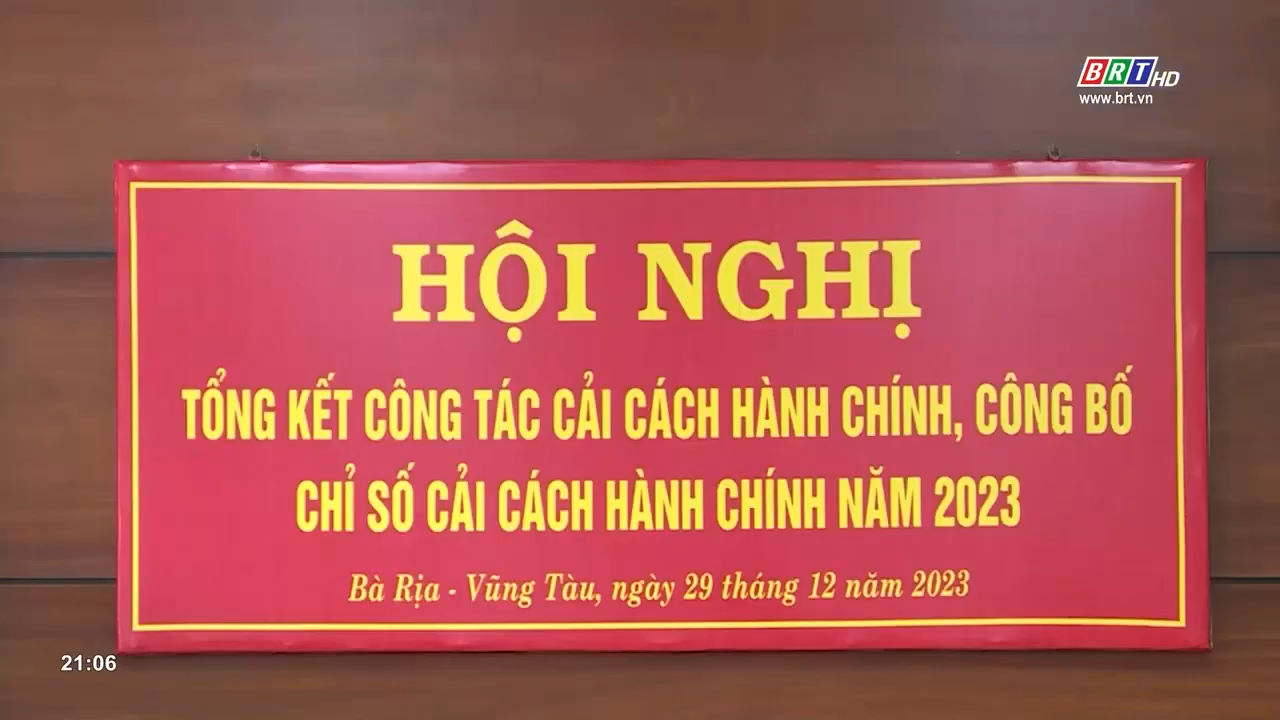 BRT HD
www.brt.vn
HỘI NGHỊ
TỔNG KẾT CÔNG TÁC CẢI CÁCH HÀNH CHÍNH, CÔNG BỐ
CHỈ SỐ CẢI CÁCH HÀNH CHÍNH NĂM 2023
Bà Rịa - Vũng Tàu, ngày 29 tháng 12 năm 2023
21:06